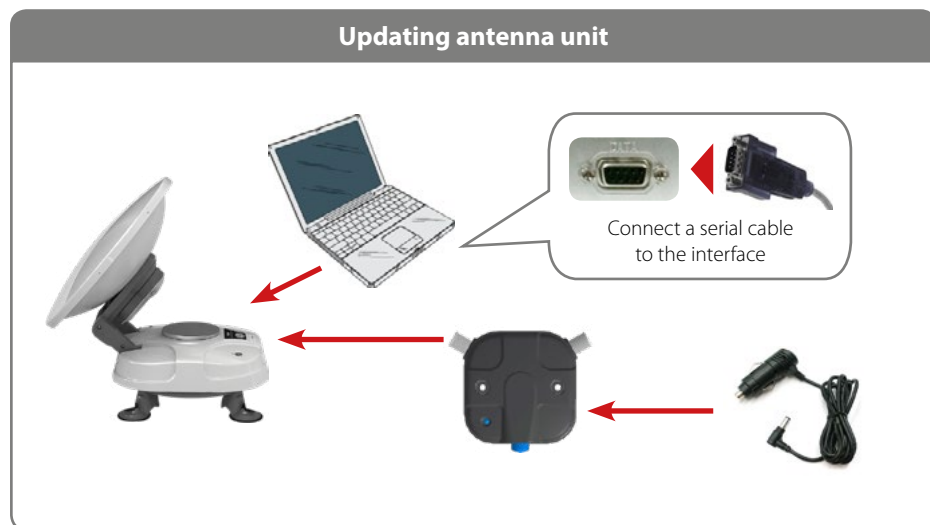 Updating antenna unit
DATA
Connect a serial cable
to the interface